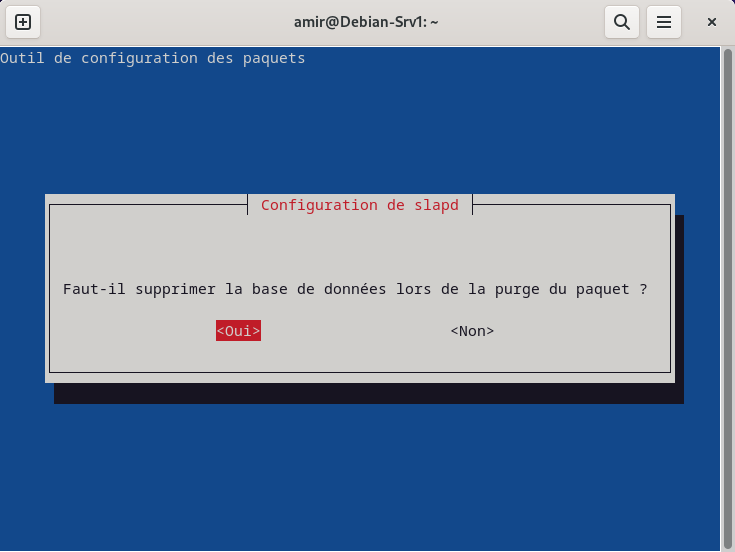 amir@Debian-Srv1: ~
Outil de configuration des paquets
Configuration de slapd
Faut-il supprimer la base de données lors de la purge du paquet ?
<Oui> <Non>